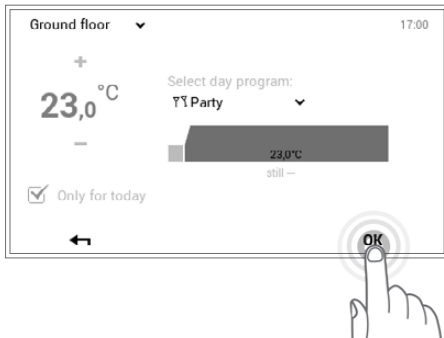 Ground floor
17:00
+
23,0 °C
−
Select day program:
Party
23,0°C
still --
Only for today
OK